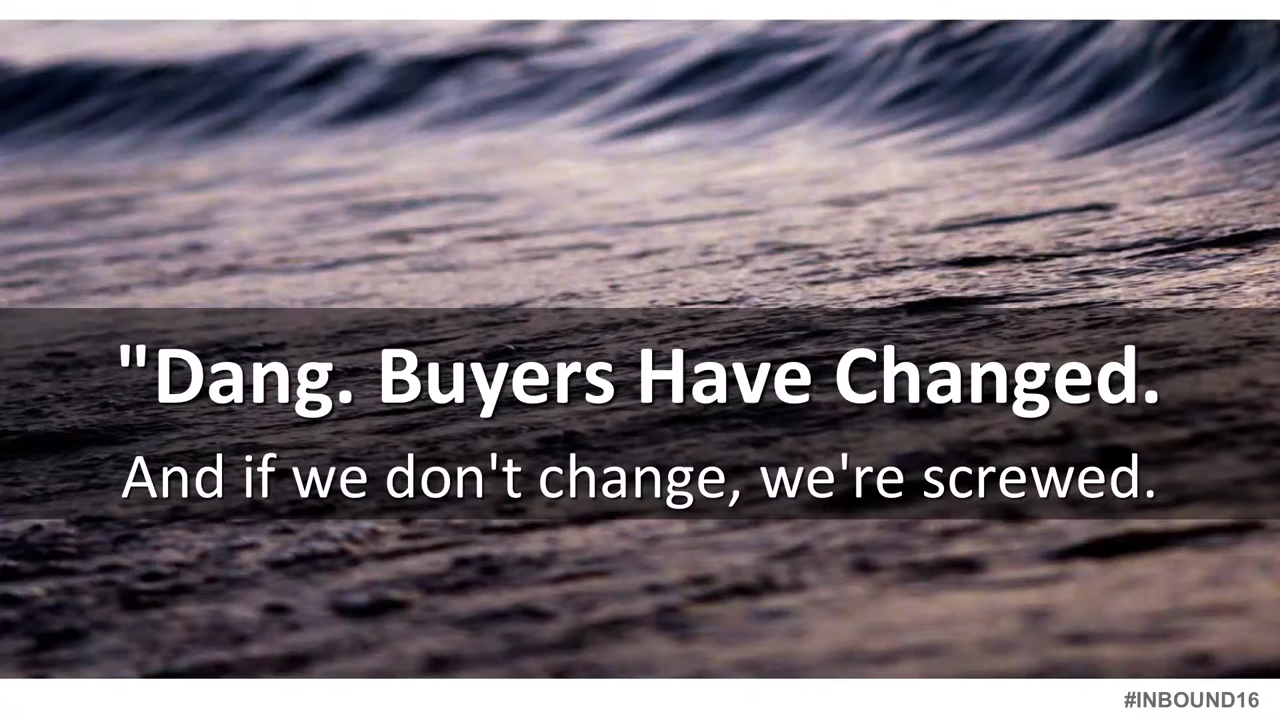 "Dang. Buyers Have Changed.
And if we don't change, we're screwed.
#INBOUND16